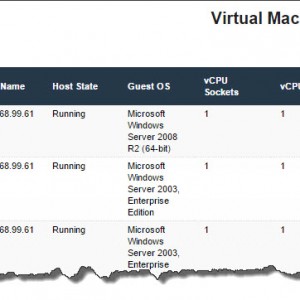 Virtual Mac
Name Host State Guest OS vCPU Sockets vCPU
68.99.61 Running Microsoft Windows Server 2008 R2 (64-bit) 1 1
68.99.61 Running Microsoft Windows Server 2003, Enterprise Edition 1 1
68.99.61 Running Microsoft Windows Server 2003, Enterprise 1 1